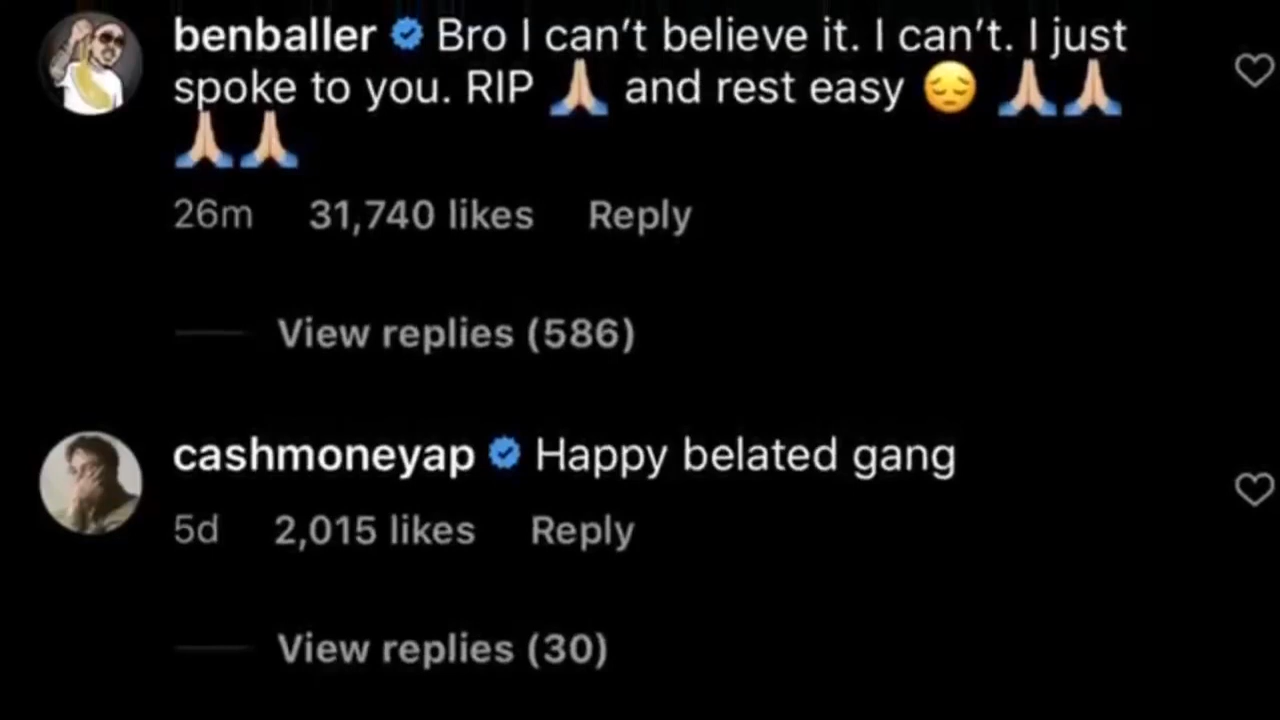 benballer Bro I can't believe it. I can't. I just
spoke to you. RIP 🙏🏼 and rest easy 😔 🙏🏼🙏🏼
🙏🏼🙏🏼
26m 31,740 likes Reply
View replies (586)
cashmoneyap Happy belated gang
5d 2,015 likes Reply
View replies (30)